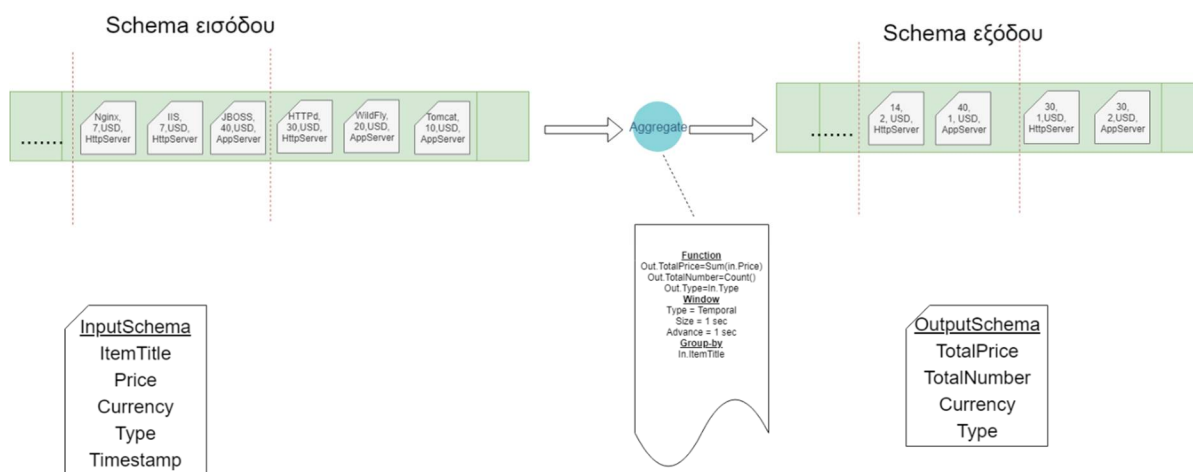 Schema εισόδου
Schema εξόδου
.......
Nginx,
7,USD,
HttpServer
IIS,
7,USD,
HttpServer
JBOSS,
40,USD,
AppServer
HTTPd,
30,USD,
HttpServer
WildFly,
20,USD,
AppServer
Tomcat,
10,USD,
AppServer
Aggregate
.......
14,
2, USD,
HttpServer
40,
1, USD,
AppServer
30,
1,USD,
HttpServer
30,
2,USD,
AppServer
Function
Out.TotalPrice=Sum(in.Price)
Out.TotalNumber=Count()
Out.Type=In.Type
Window
Type = Temporal
Size = 1 sec
Advance = 1 sec
Group-by
In.ItemTitle
InputSchema
ItemTitle
Price
Currency
Type
Timestamp
OutputSchema
TotalPrice
TotalNumber
Currency
Type